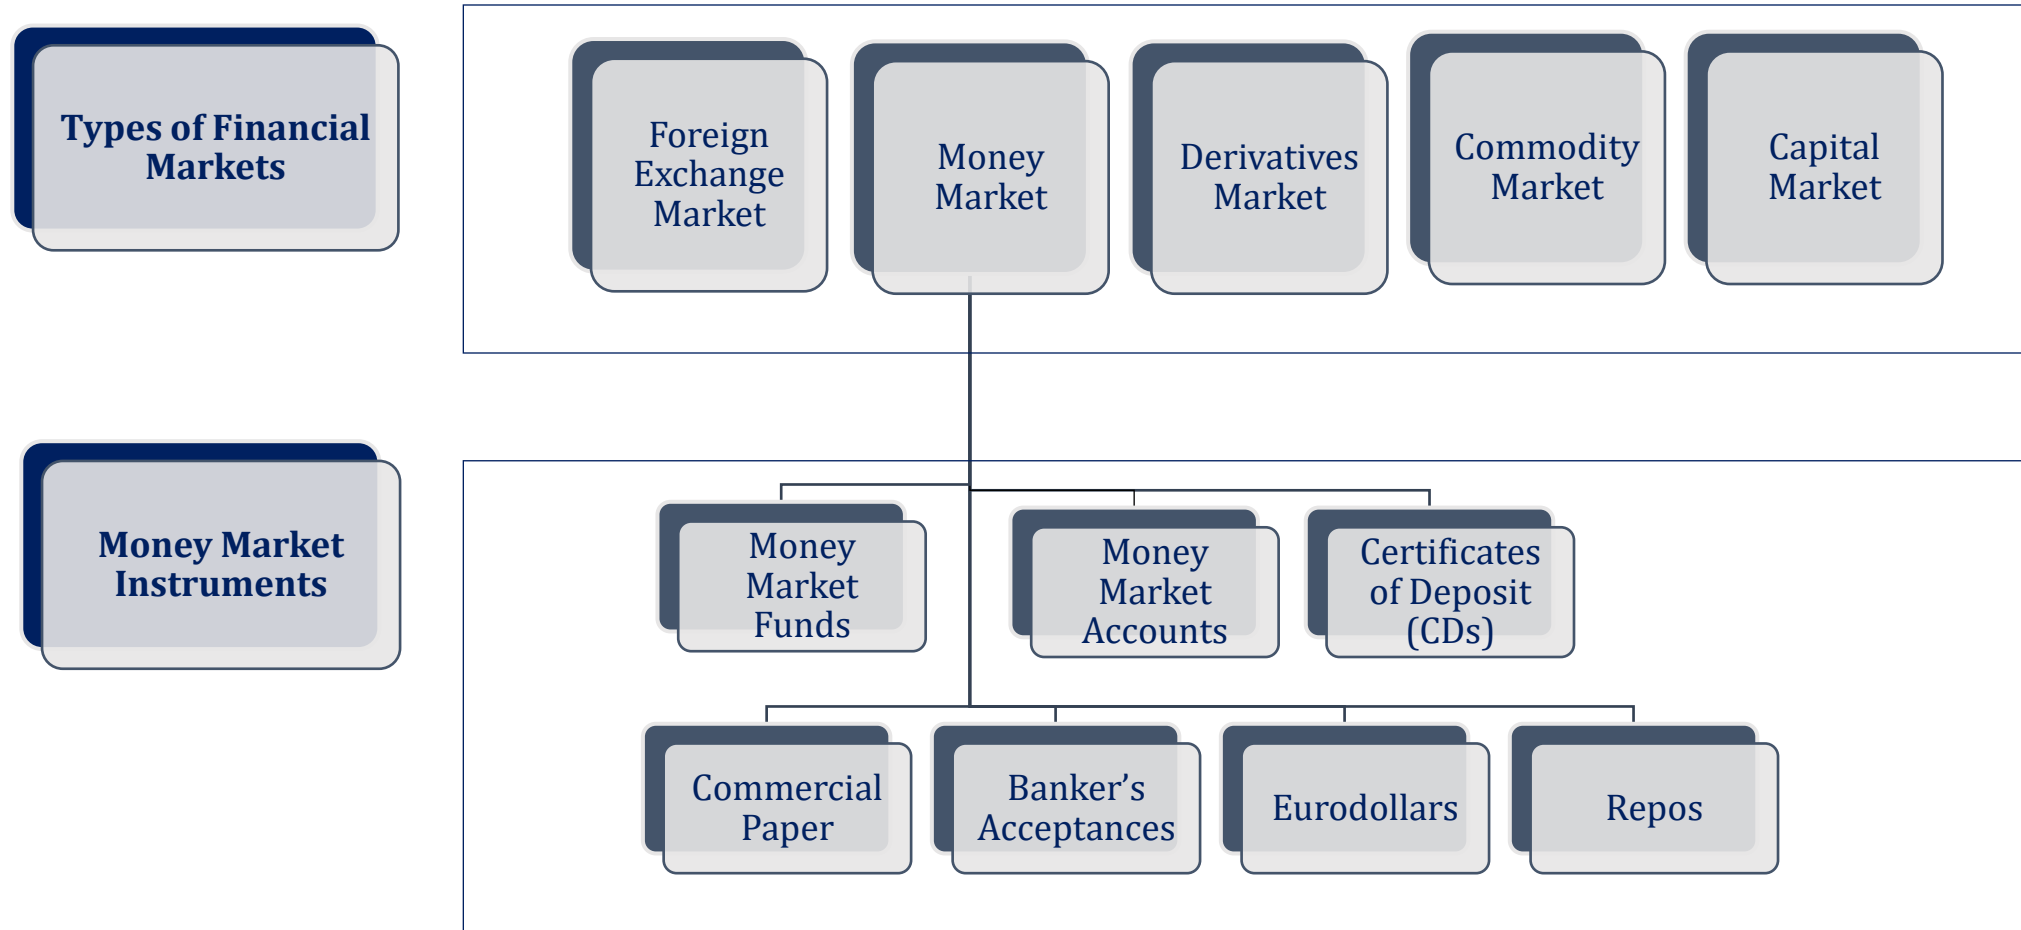 Types of Financial
Markets
Foreign
Exchange
Market
Money
Market
Derivatives
Market
Commodity
Market
Capital
Market
Money Market
Instruments
Money
Market
Funds
Money
Market
Accounts
Certificates
of Deposit
(CDs)
Commercial
Paper
Banker’s
Acceptances
Eurodollars
Repos